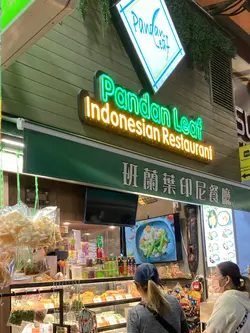 Pandan
Leaf
Pandan Leaf
Indonesian Restaurant
班蘭葉印尼餐廳